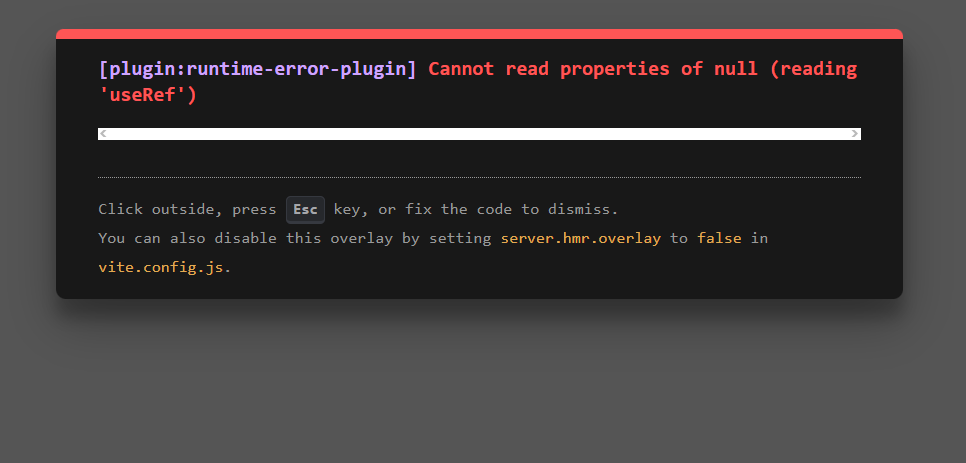 [plugin:runtime-error-plugin] Cannot read properties of null (reading
'useRef')
Click outside, press Esc key, or fix the code to dismiss.
You can also disable this overlay by setting server.hmr.overlay to false in
vite.config.js.